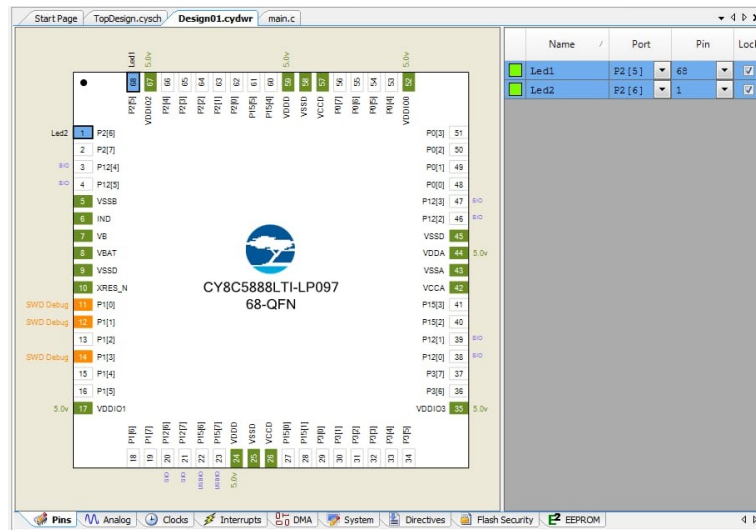 Start Page TopDesign.cysch Design01.cydwr main.c
Name / Port Pin Lock
Led1 P2[5] 68
Led2 P2[6] 1
Led1 5.0v 5.0v 5.0v
68 67 66 65 64 63 62 61 60 59 58 57 56 55 54 53 52
P2[5] VDDIO2 P2[4] P2[3] P2[2] P2[1] P2[0] P15[5] P15[4] VDDD VSSD VCCD P0[7] P0[6] P0[5] P0[4] VDDIO0
Led2 1 P2[6]
2 P2[7]
SIO 3 P12[4]
SIO 4 P12[5]
5 VSSB
6 IND
7 VB
8 VBAT
9 VSSD
10 XRES_N
SWD Debug 11 P1[0]
SWD Debug 12 P1[1]
13 P1[2]
SWD Debug 14 P1[3]
15 P1[4]
16 P1[5]
5.0v 17 VDDIO1
CY8C5888LTI-LP097
68-QFN
P0[3] 51
P0[2] 50
P0[1] 49
P0[0] 48
P12[3] 47 SIO
P12[2] 46 SIO
VSSD 45
VDDA 44 5.0v
VSSA 43
VCCA 42
P15[3] 41
P15[2] 40
P12[1] 39 SIO
P12[0] 38 SIO
P3[7] 37
P3[6] 36
VDDIO3 35 5.0v
P1[6] P1[7] P12[6] P12[7] P15[6] P15[7] VDDD VSSD VCCD P15[0] P15[1] P3[0] P3[1] P3[2] P3[3] P3[4] P3[5]
18 19 20 21 22 23 24 25 26 27 28 29 30 31 32 33 34
SIO SIO USBIO USBIO 5.0v
Pins Analog Clocks Interrupts DMA System Directives Flash Security EEPROM